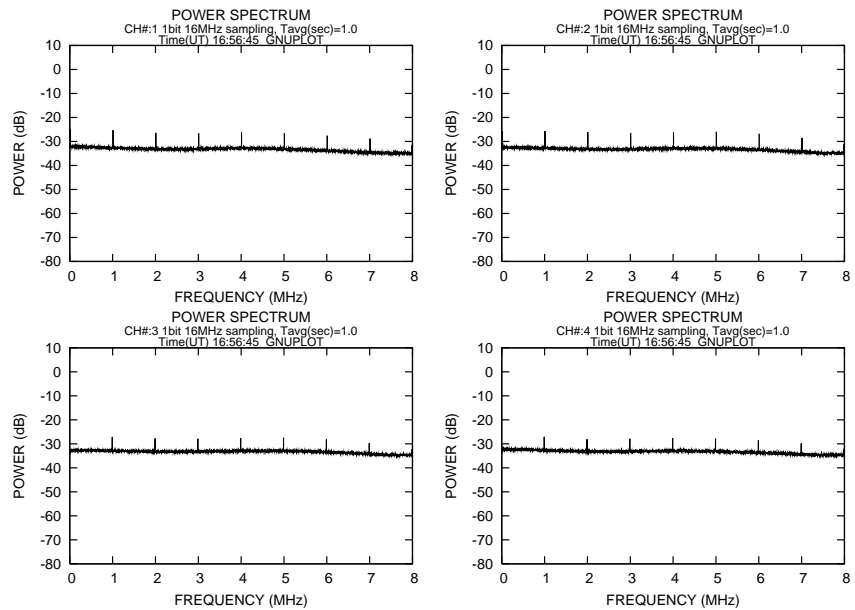 POWER SPECTRUM
CH#:1 1bit 16MHz sampling, Tavg(sec)=1.0
Time(UT) 16:56:45 GNUPLOT
10
0
-10
-20
-30
-40
-50
-60
-70
-80
POWER (dB)
0 1 2 3 4 5 6 7 8
FREQUENCY (MHz)
POWER SPECTRUM
CH#:2 1bit 16MHz sampling, Tavg(sec)=1.0
Time(UT) 16:56:45 GNUPLOT
10
0
-10
-20
-30
-40
-50
-60
-70
-80
POWER (dB)
0 1 2 3 4 5 6 7 8
FREQUENCY (MHz)
POWER SPECTRUM
CH#:3 1bit 16MHz sampling, Tavg(sec)=1.0
Time(UT) 16:56:45 GNUPLOT
10
0
-10
-20
-30
-40
-50
-60
-70
-80
POWER (dB)
0 1 2 3 4 5 6 7 8
FREQUENCY (MHz)
POWER SPECTRUM
CH#:4 1bit 16MHz sampling, Tavg(sec)=1.0
Time(UT) 16:56:45 GNUPLOT
10
0
-10
-20
-30
-40
-50
-60
-70
-80
POWER (dB)
0 1 2 3 4 5 6 7 8
FREQUENCY (MHz)